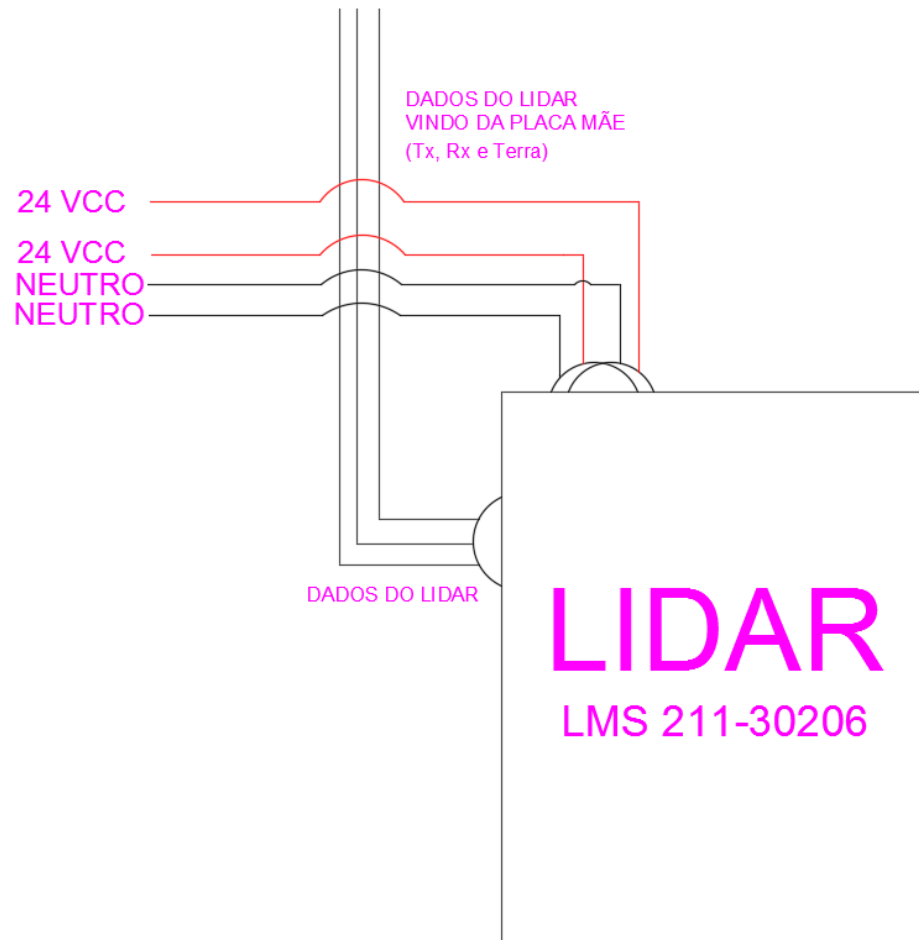 DADOS DO LIDAR
VINDO DA PLACA MÃE
(Tx, Rx e Terra)
24 VCC
24 VCC
NEUTRO
NEUTRO
DADOS DO LIDAR
LIDAR
LMS 211-30206